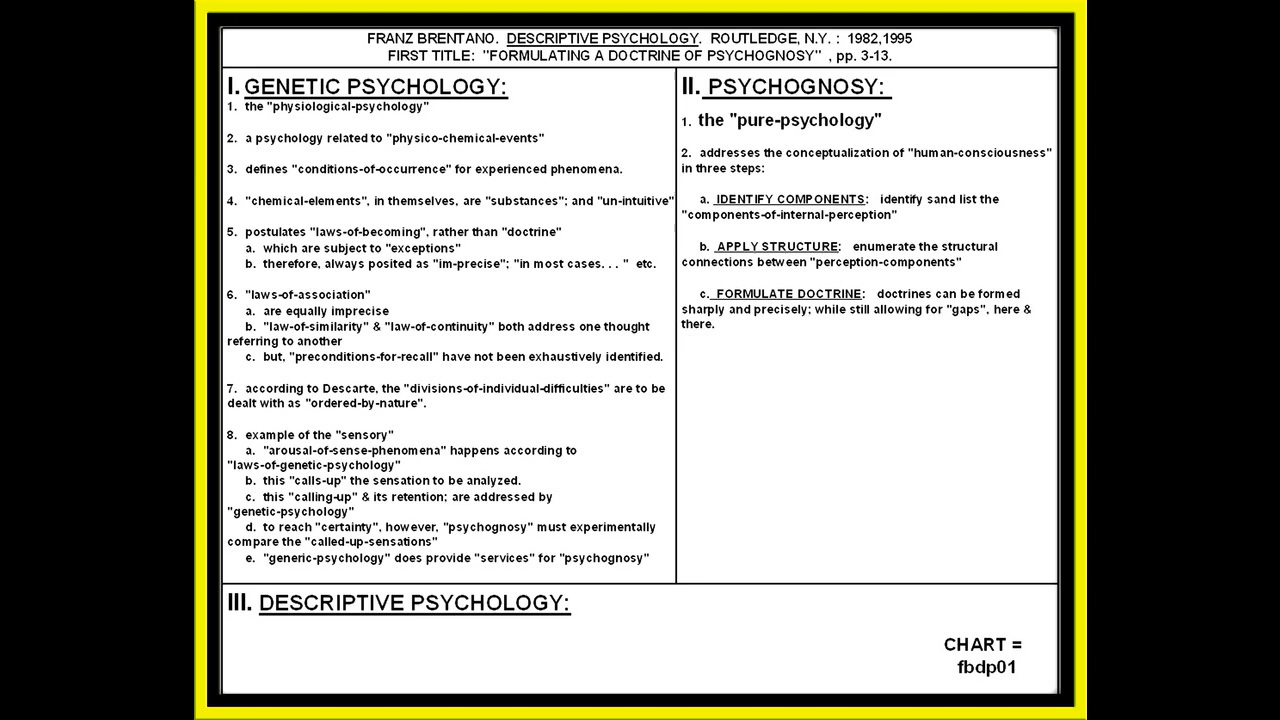 FRANZ BRENTANO. DESCRIPTIVE PSYCHOLOGY. ROUTLEDGE, N.Y. : 1982,1995
FIRST TITLE: "FORMULATING A DOCTRINE OF PSYCHOGNOSY" , pp. 3-13.
I. GENETIC PSYCHOLOGY:
1. the "physiological-psychology"
2. a psychology related to "physico-chemical-events"
3. defines "conditions-of-occurrence" for experienced phenomena.
4. "chemical-elements", in themselves, are "substances"; and "un-intuitive"
5. postulates "laws-of-becoming", rather than "doctrine"
a. which are subject to "exceptions"
b. therefore, always posited as "im-precise"; "in most cases. . . " etc.
6. "laws-of-association"
a. are equally imprecise
b. "law-of-similarity" & "law-of-continuity" both address one thought
referring to another
c. but, "preconditions-for-recall" have not been exhaustively identified.
7. according to Descarte, the "divisions-of-individual-difficulties" are to be
dealt with as "ordered-by-nature".
8. example of the "sensory"
a. "arousal-of-sense-phenomena" happens according to
"laws-of-genetic-psychology"
b. this "calls-up" the sensation to be analyzed.
c. this "calling-up" & its retention; are addressed by
"genetic-psychology"
d. to reach "certainty", however, "psychognosy" must experimentally
compare the "called-up-sensations"
e. "generic-psychology" does provide "services" for "psychognosy"
II. PSYCHOGNOSY:
1. the "pure-psychology"
2. addresses the conceptualization of "human-consciousness"
in three steps:
a. IDENTIFY COMPONENTS: identify sand list the
"components-of-internal-perception"
b. APPLY STRUCTURE: enumerate the structural
connections between "perception-components"
c. FORMULATE DOCTRINE: doctrines can be formed
sharply and precisely; while still allowing for "gaps", here &
there.
III. DESCRIPTIVE PSYCHOLOGY:
CHART =
fbdp01